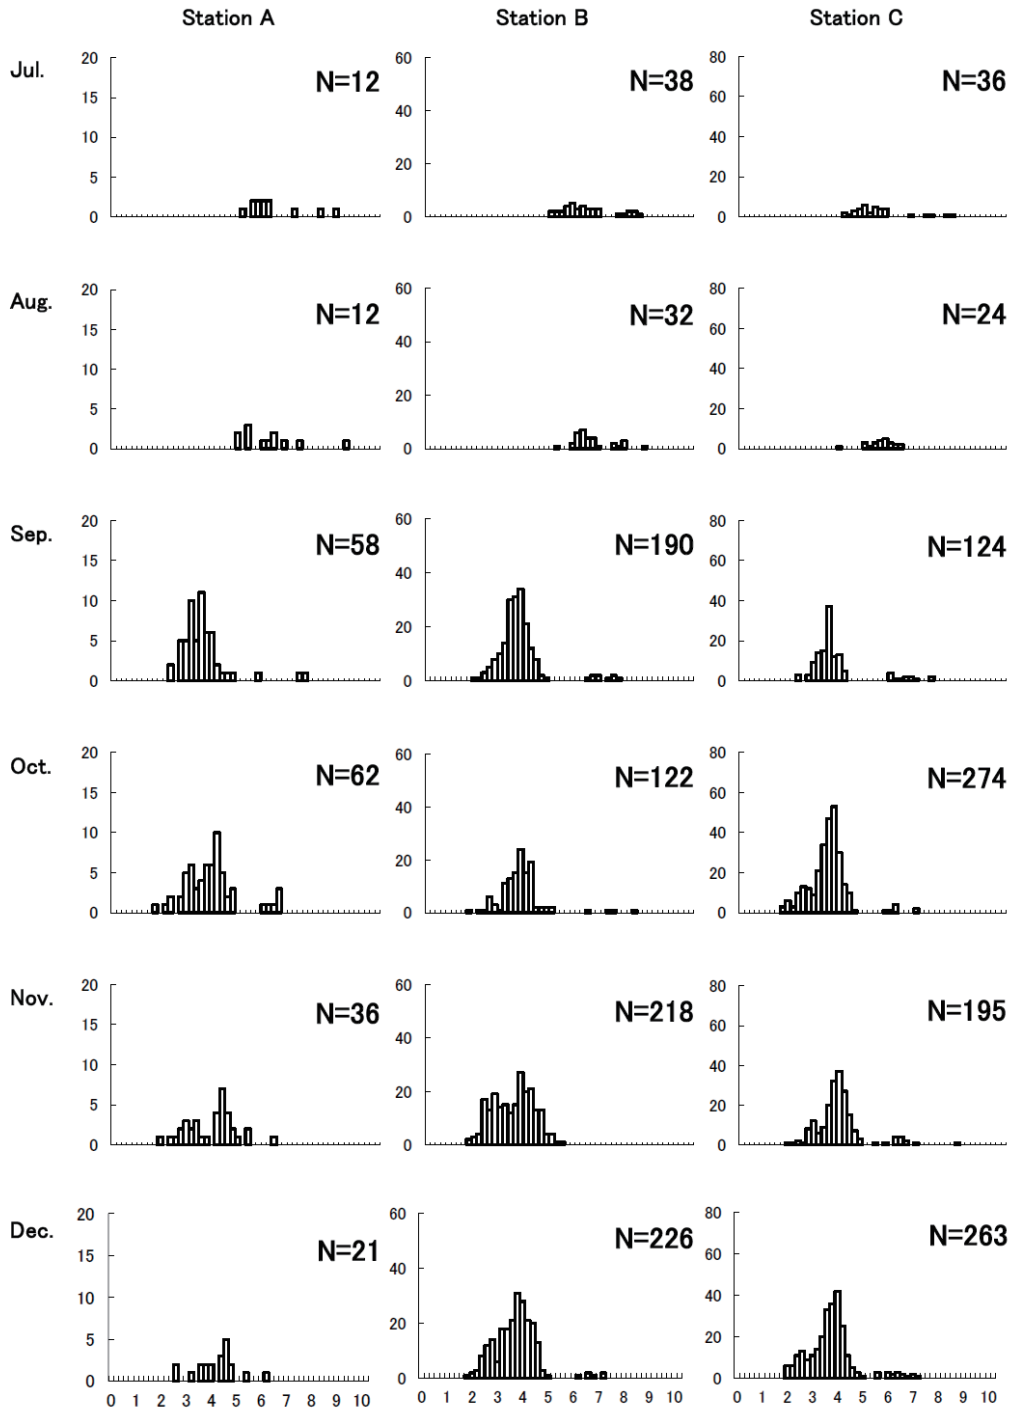 Station A Station B Station C
Jul.
20 15 10 5 0 N=12
60 40 20 0 N=38
80 60 40 20 0 N=36
Aug.
20 15 10 5 0 N=12
60 40 20 0 N=32
80 60 40 20 0 N=24
Sep.
20 15 10 5 0 N=58
60 40 20 0 N=190
80 60 40 20 0 N=124
Oct.
20 15 10 5 0 N=62
60 40 20 0 N=122
80 60 40 20 0 N=274
Nov.
20 15 10 5 0 N=36
60 40 20 0 N=218
80 60 40 20 0 N=195
Dec.
20 15 10 5 0 N=21
60 40 20 0 N=226
80 60 40 20 0 N=263
0 1 2 3 4 5 6 7 8 9 10 0 1 2 3 4 5 6 7 8 9 10 0 1 2 3 4 5 6 7 8 9 10